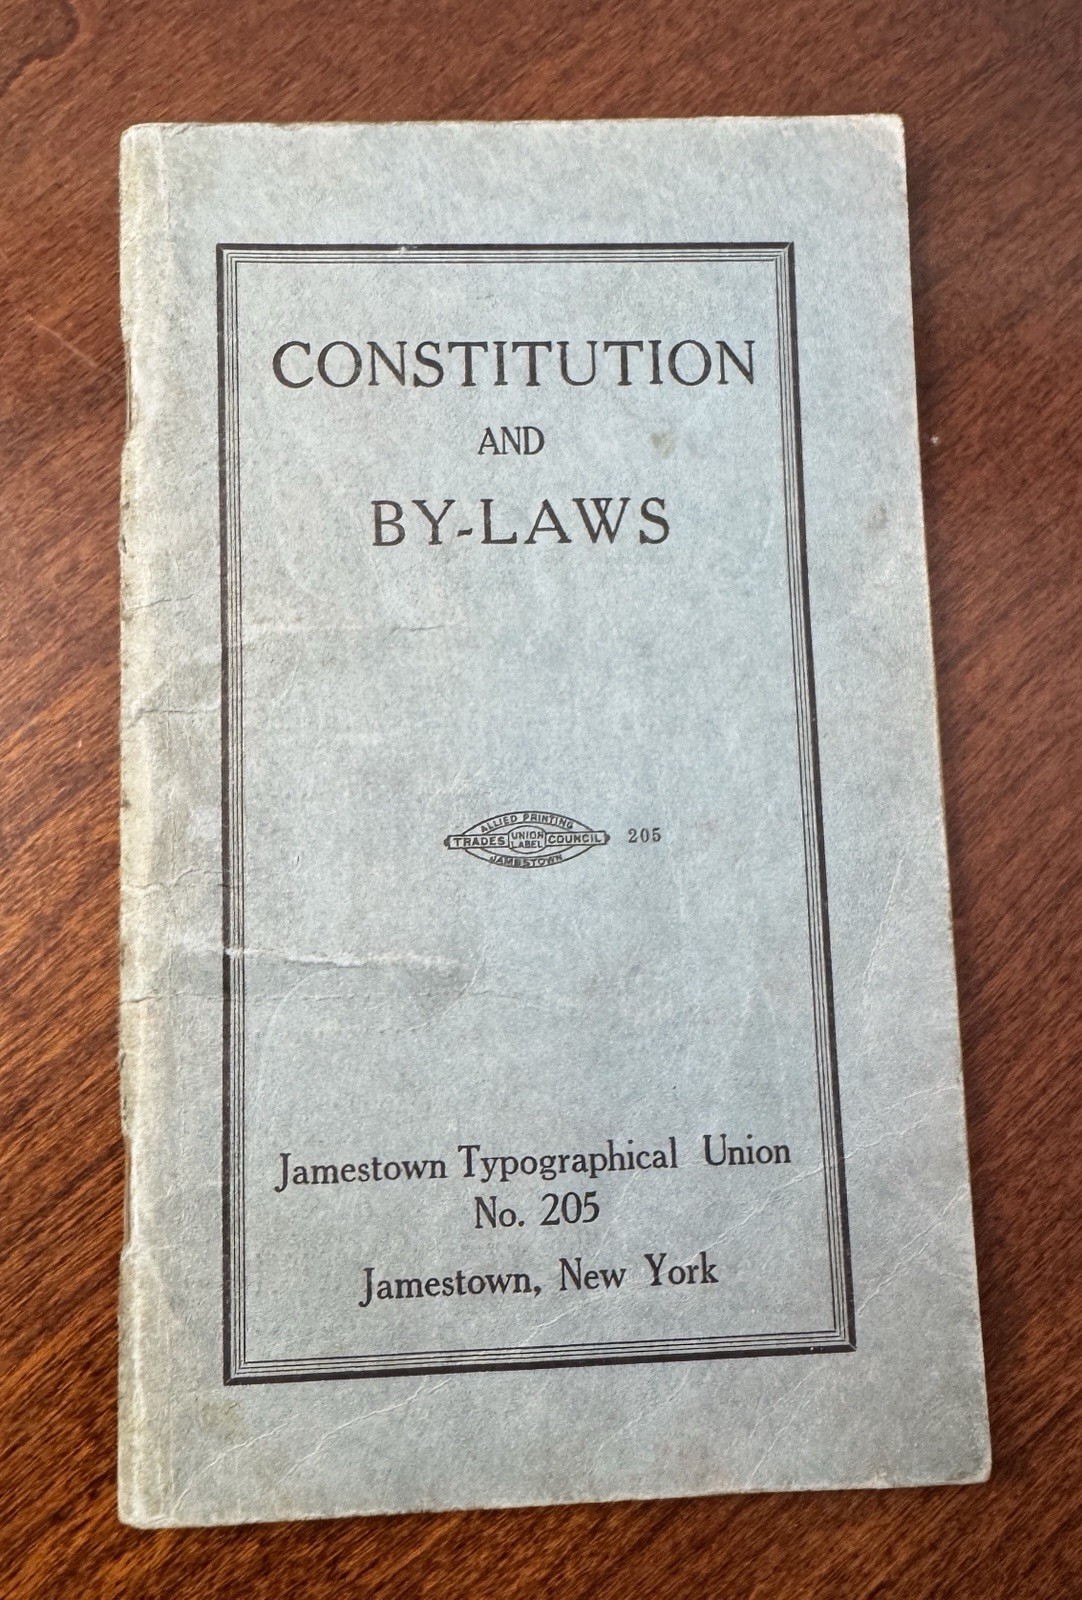 CONSTITUTION
AND
BY-LAWS
ALLIED PRINTING
TRADES UNION LABEL COUNCIL
JAMESTOWN
205
Jamestown Typographical Union
No. 205
Jamestown, New York